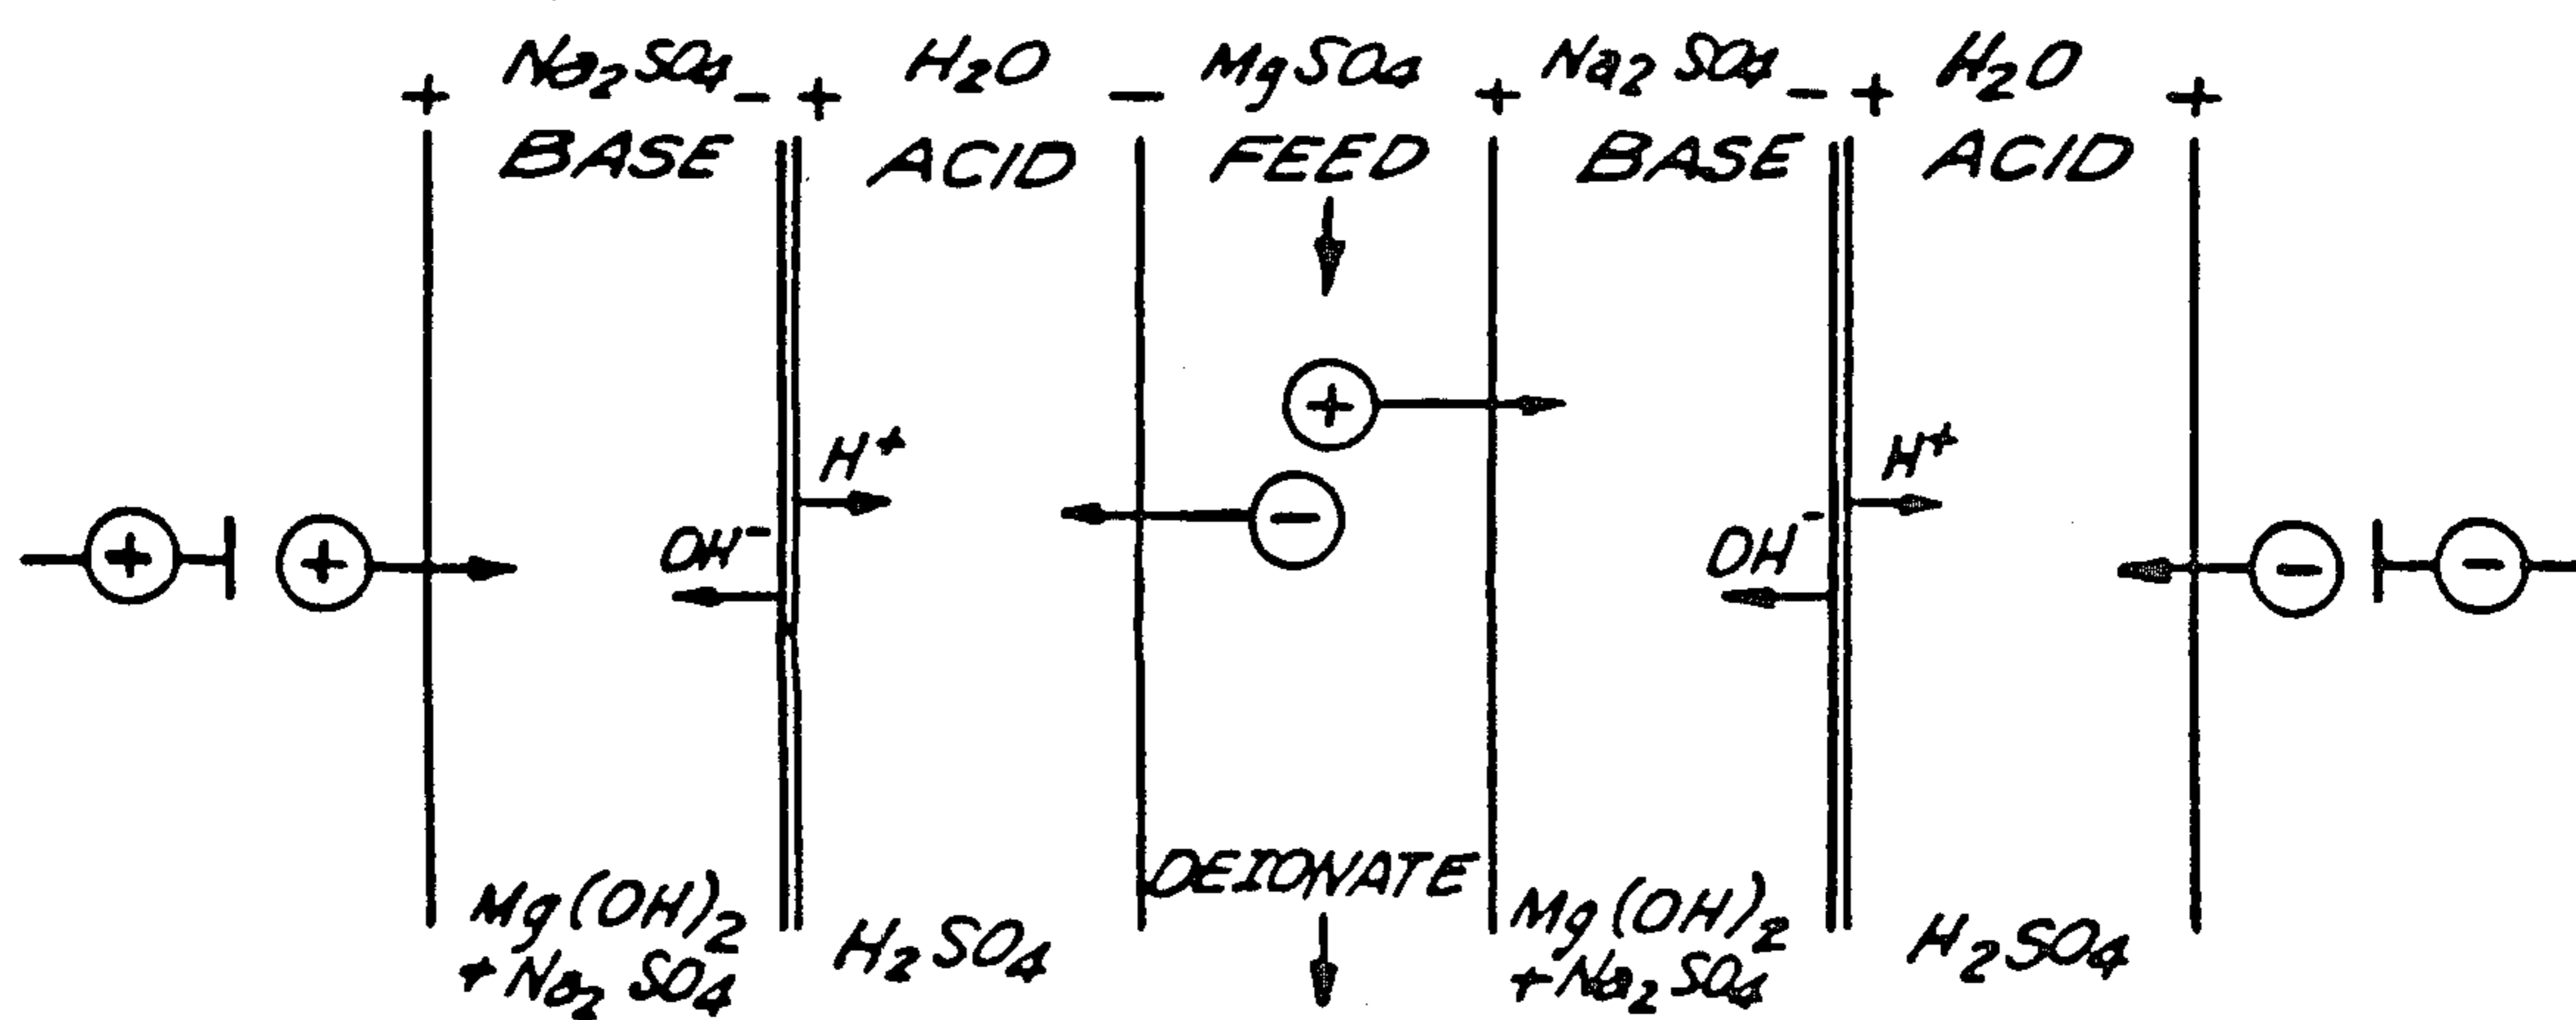 + Na₂SO₄ - + H₂O — MgSO₄ + Na₂SO₄ - + H₂O +
BASE ACID FEED BASE ACID
+
H⁺ H⁺
OH⁻ - OH⁻
+ + - -
DEIONATE
Mg(OH)₂ H₂SO₄ Mg(OH)₂ H₂SO₄
+Na₂SO₄ +Na₂SO₄